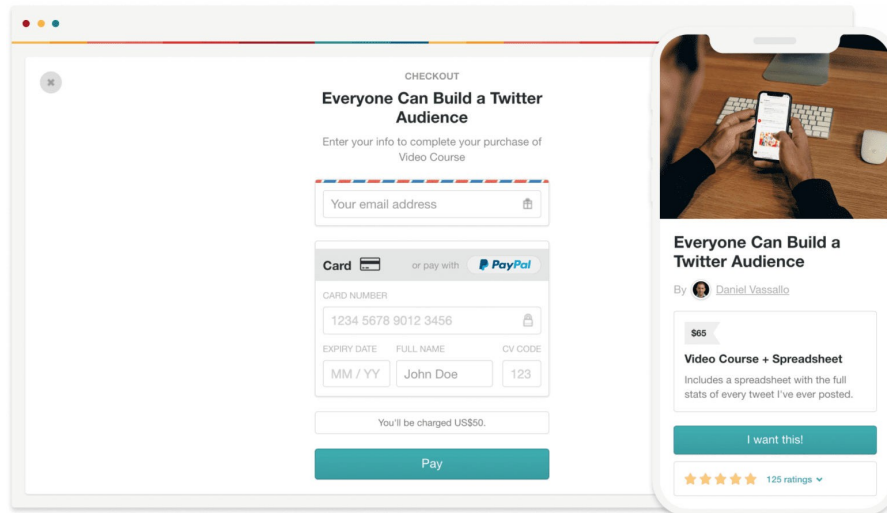 CHECKOUT
Everyone Can Build a Twitter
Audience
Enter your info to complete your purchase of
Video Course
Your email address
Card or pay with PayPal
CARD NUMBER
1234 5678 9012 3456
EXPIRY DATE FULL NAME CV CODE
MM / YY John Doe 123
You'll be charged US$50.
Pay
Everyone Can Build a
Twitter Audience
By Daniel Vassallo
$65
Video Course + Spreadsheet
Includes a spreadsheet with the full
stats of every tweet I've ever posted.
I want this!
125 ratings